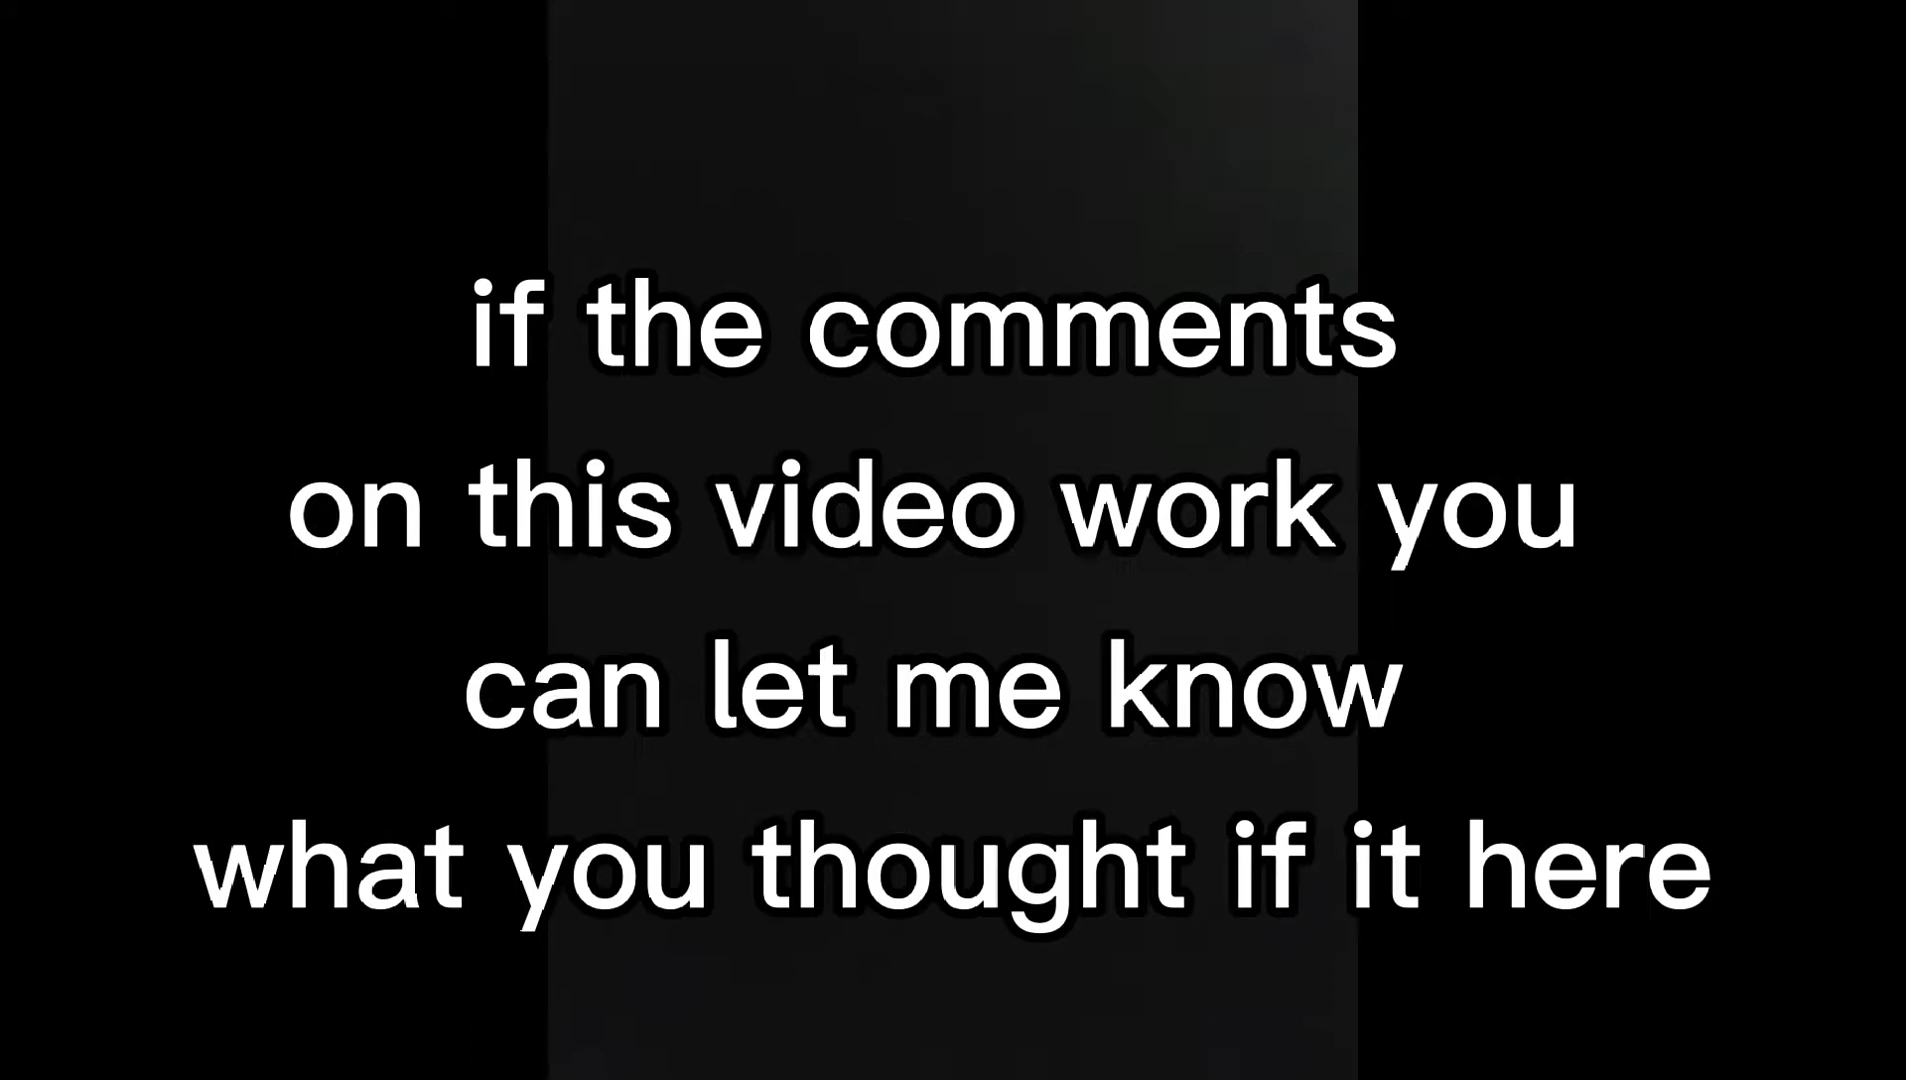 if the comments
on this video work you
can let me know
what you thought if it here